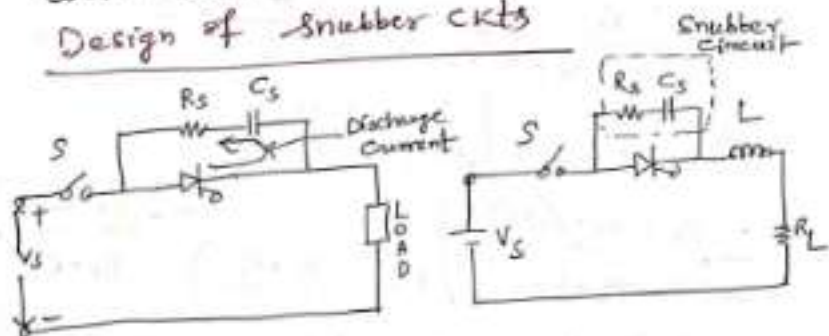 Design of Snubber CKts
Snubber
Circuit
Rs Cs
Discharge
Current
S
+
Vs
-
LOAD
Rs Cs
L
S
Vs
RL